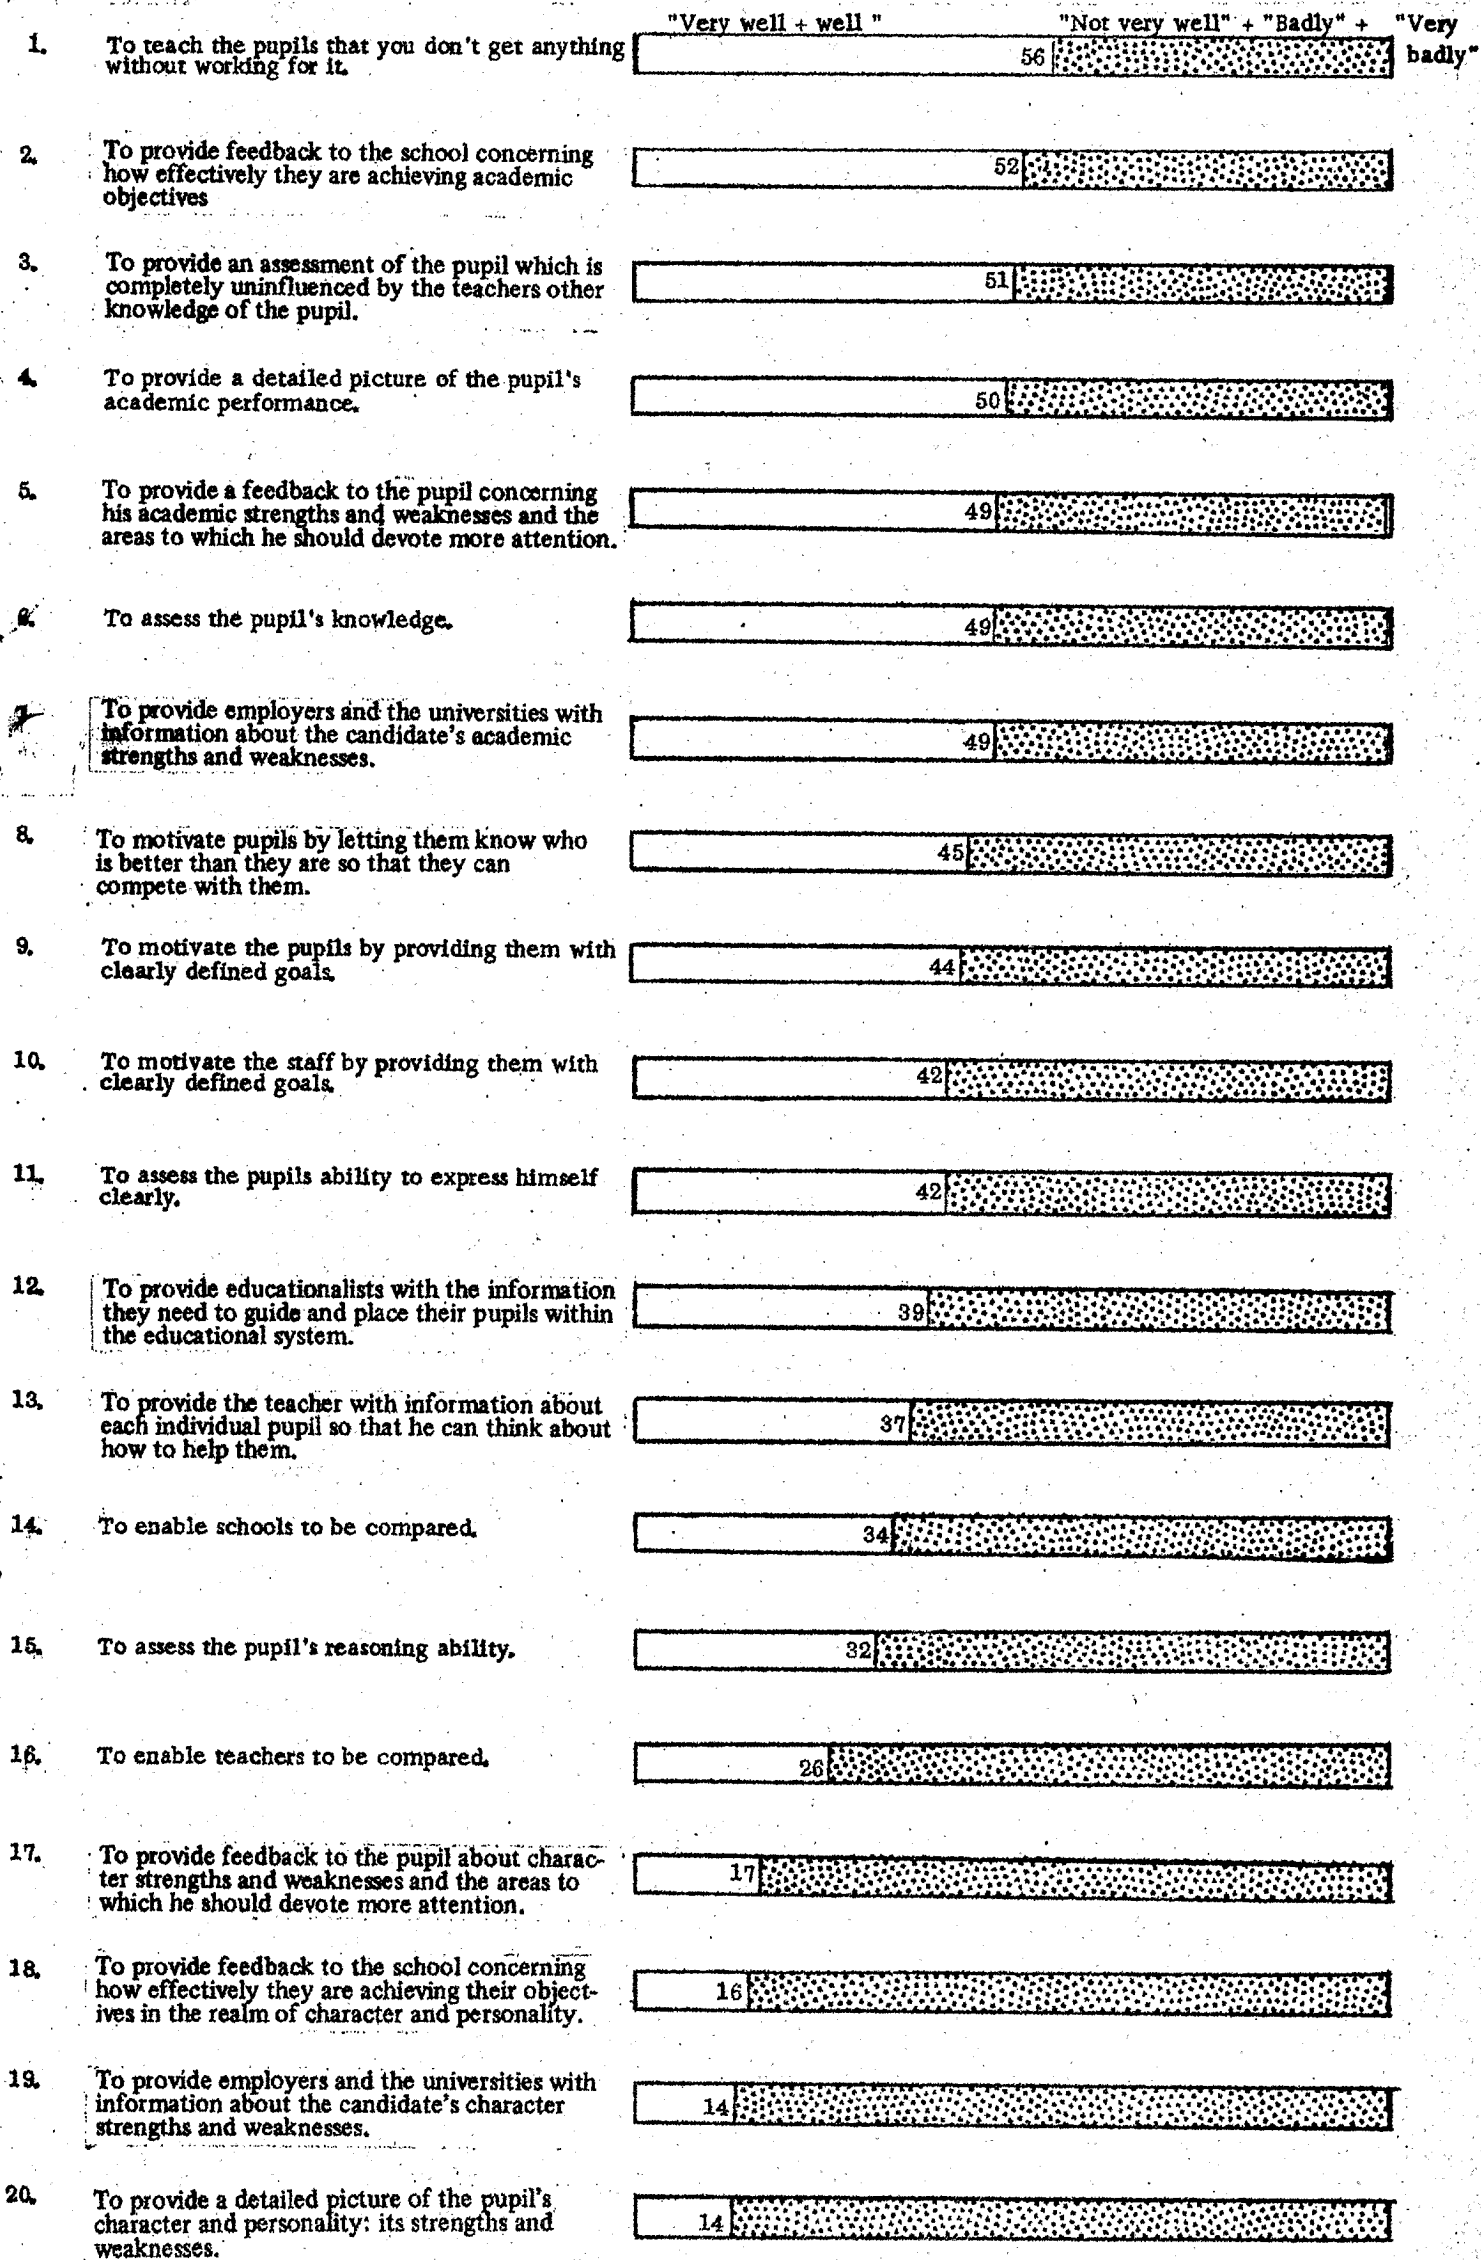 "Very well + well " "Not very well" + "Badly" + "Very
badly"
1. To teach the pupils that you don't get anything
without working for it.
56
2. To provide feedback to the school concerning
how effectively they are achieving academic
objectives
52
3. To provide an assessment of the pupil which is
completely uninfluenced by the teachers other
knowledge of the pupil.
51
4. To provide a detailed picture of the pupil's
academic performance.
50
5. To provide a feedback to the pupil concerning
his academic strengths and weaknesses and the
areas to which he should devote more attention.
49
6. To assess the pupil's knowledge.
49
7 To provide employers and the universities with
information about the candidate's academic
strengths and weaknesses.
49
8. To motivate pupils by letting them know who
is better than they are so that they can
compete with them.
45
9. To motivate the pupils by providing them with
clearly defined goals.
44
10. To motivate the staff by providing them with
clearly defined goals.
42
11. To assess the pupils ability to express himself
clearly.
42
12. To provide educationalists with the information
they need to guide and place their pupils within
the educational system.
39
13. To provide the teacher with information about
each individual pupil so that he can think about
how to help them.
37
14. To enable schools to be compared.
34
15. To assess the pupil's reasoning ability.
32
16. To enable teachers to be compared.
26
17. To provide feedback to the pupil about charac-
ter strengths and weaknesses and the areas to
which he should devote more attention.
17
18. To provide feedback to the school concerning
how effectively they are achieving their object-
ives in the realm of character and personality.
16
19. To provide employers and the universities with
information about the candidate's character
strengths and weaknesses.
14
20. To provide a detailed picture of the pupil's
character and personality: its strengths and
weaknesses.
14